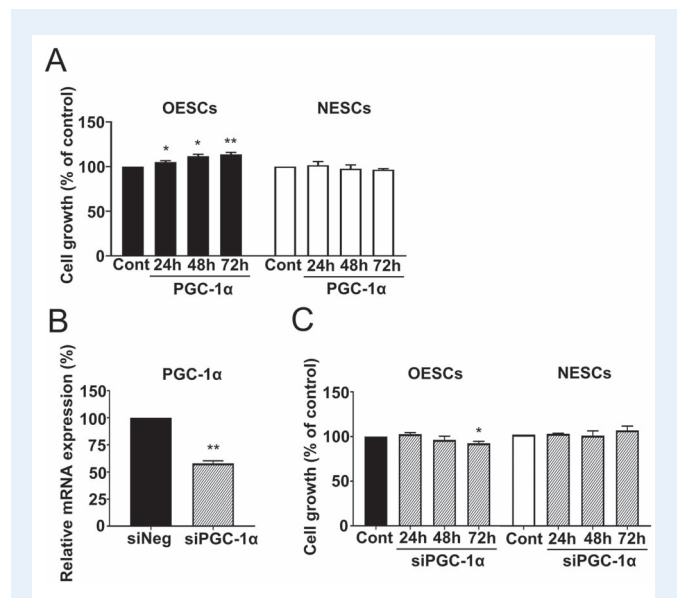 A
OESCs NESCs
Cell growth (% of control)
150
100
50
0
* * **
Cont 24h 48h 72h Cont 24h 48h 72h
PGC-1α PGC-1α
B
PGC-1α
Relative mRNA expression (%)
150
100
75
50
25
0
**
siNeg siPGC-1α
C
OESCs NESCs
Cell growth (% of control)
150
100
50
0
*
Cont 24h 48h 72h Cont 24h 48h 72h
siPGC-1α siPGC-1α